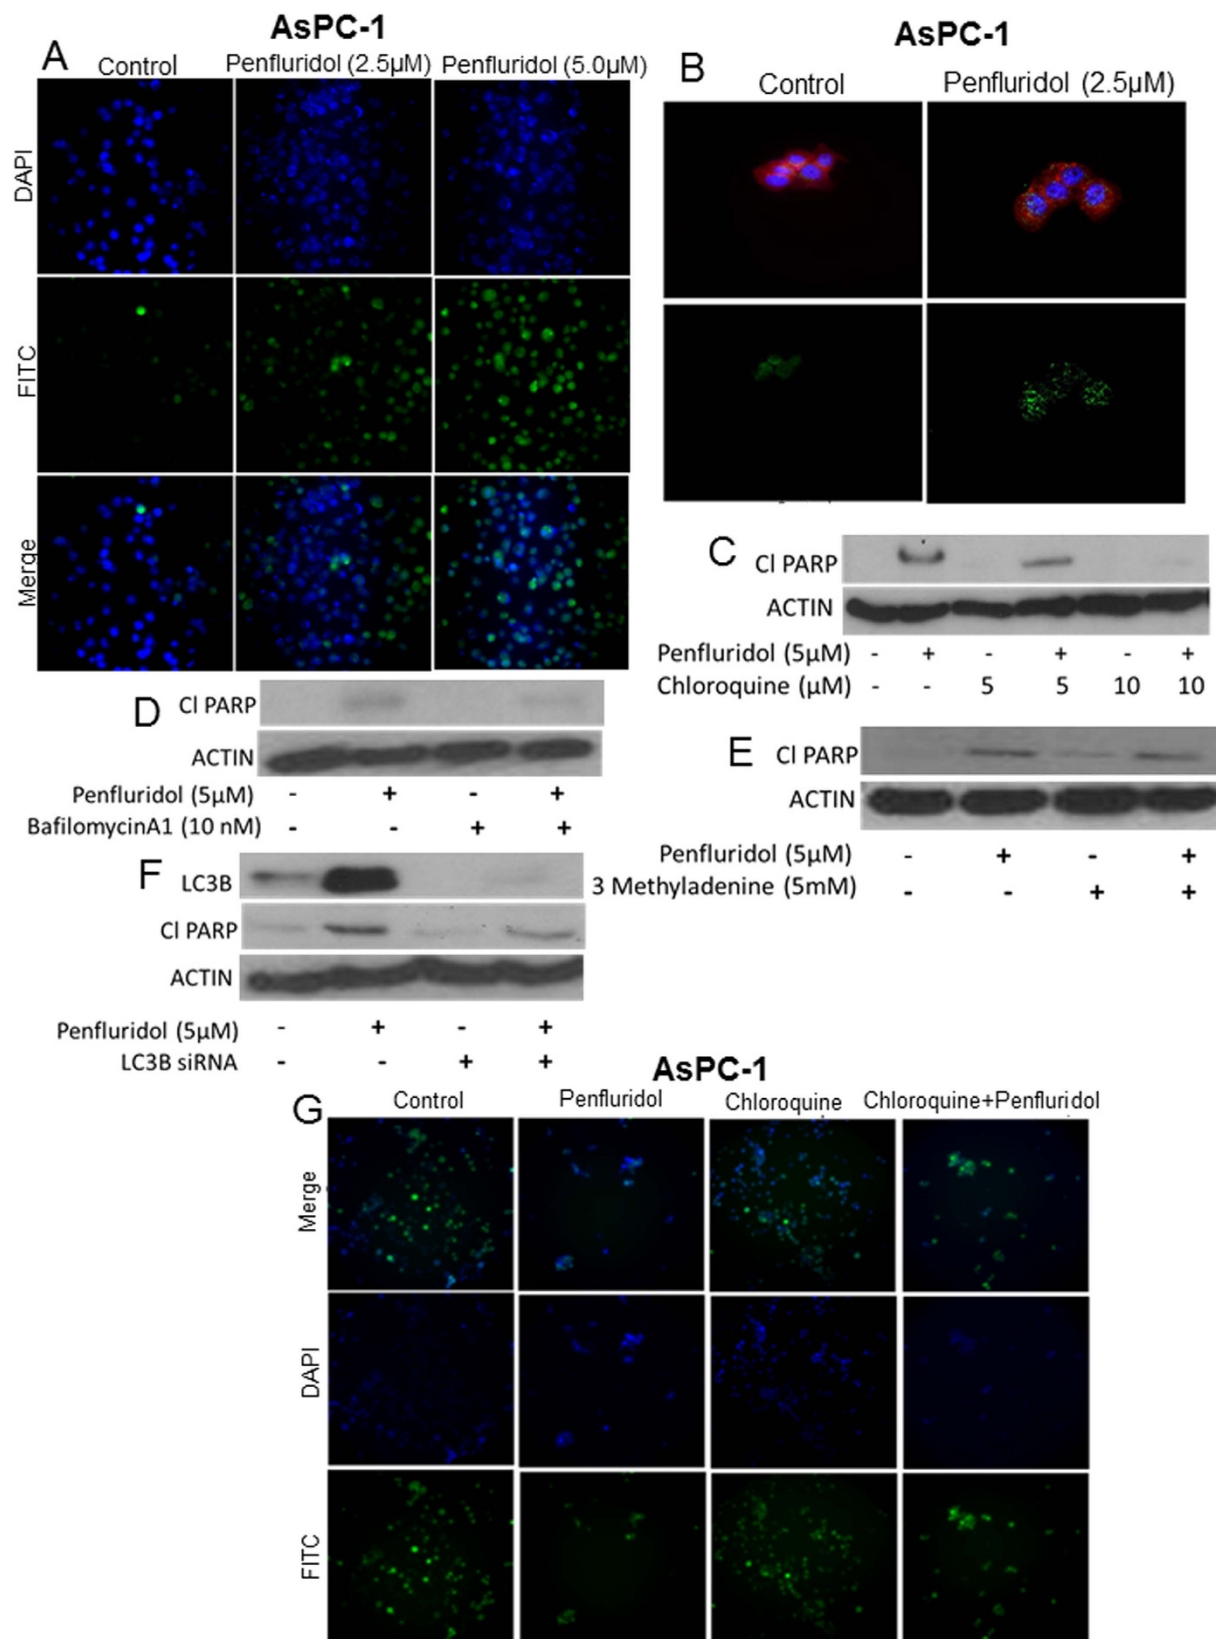 AsPC-1
A
Control Penfluridol (2.5µM) Penfluridol (5.0µM)
DAPI
FITC
Merge
AsPC-1
B
Control Penfluridol (2.5µM)
C
Cl PARP
ACTIN
Penfluridol (5µM) - + - + - +
Chloroquine (µM) - - 5 5 10 10
D
Cl PARP
ACTIN
Penfluridol (5µM) - + - +
BafilomycinA1 (10 nM) - - + +
E
Cl PARP
ACTIN
Penfluridol (5µM) - + - +
3 Methyladenine (5mM) - - + +
F
LC3B
Cl PARP
ACTIN
Penfluridol (5µM) - + - +
LC3B siRNA - - + +
AsPC-1
G
Control Penfluridol Chloroquine Chloroquine+Penfluridol
Merge
DAPI
FITC